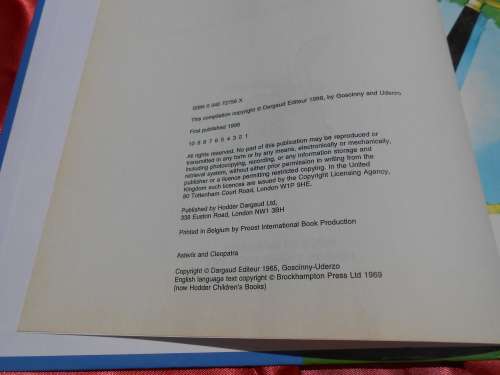 ISBN 0 340 72759 X
This compilation copyright © Dargaud Editeur 1998, by Goscinny and Uderzo
First published 1998
10 9 8 7 6 5 4 3 2 1
All rights reserved. No part of this publication may be reproduced or
transmitted in any form or by any means, electronically or mechanically,
including photocopying, recording, or any information storage and
retrieval system, without either prior permission in writing from the
publisher or a licence permitting restricted copying. In the United
Kingdom such licences are issued by the Copyright Licensing Agency,
90 Tottenham Court Road, London W1P 9HE.
Published by Hodder Dargaud Ltd,
338 Euston Road, London NW1 3BH
Printed in Belgium by Proost International Book Production
Asterix and Cleopatra
Copyright © Dargaud Editeur 1965, Goscinny-Uderzo
English language text copyright © Brockhampton Press Ltd 1969
(now Hodder Children's Books)